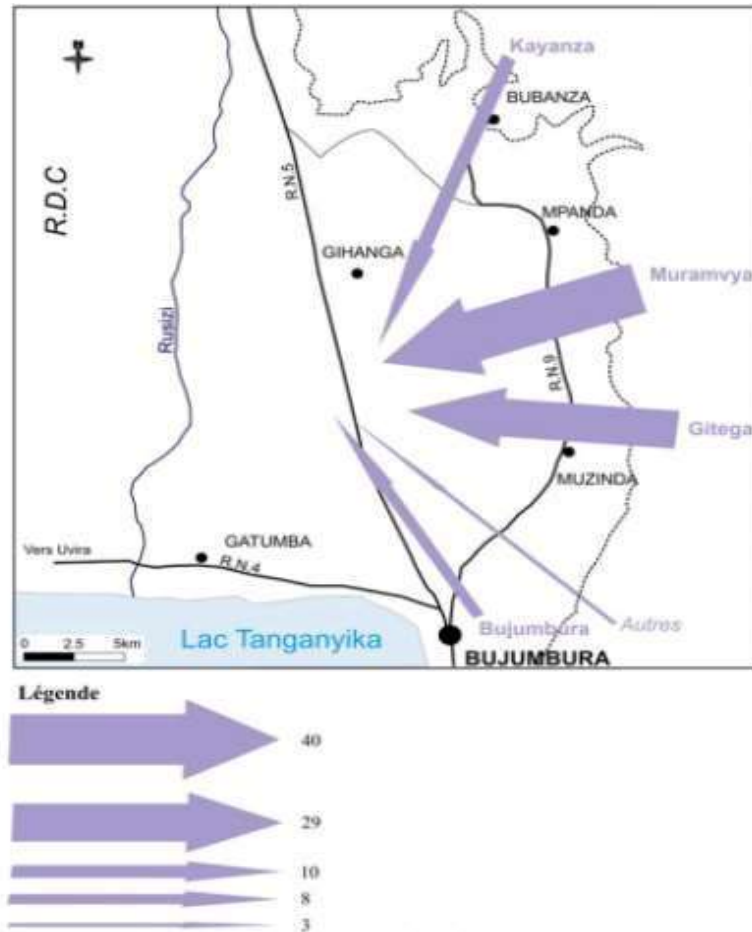 Kayanza
BUBANZA
R.D.C
R.N.5
MPANDA
GIHANGA
Muramvya
Rusizi
R.N.9
Gitega
MUZINDA
GATUMBA
Vers Uvira
R.N.4
Bujumbura
Autres
Lac Tanganyika
0 2.5 5km
BUJUMBURA
Légende
40
29
10
8
3